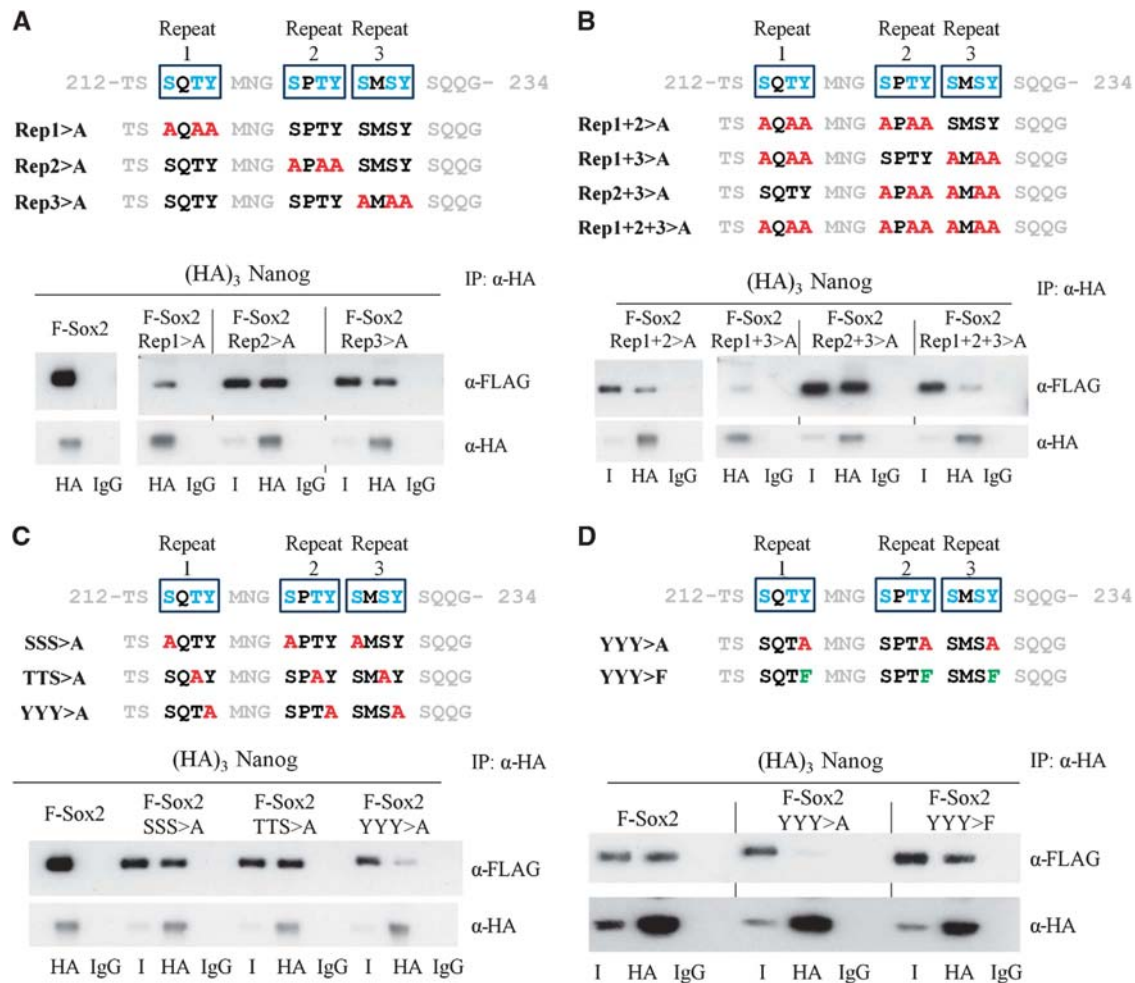 A
Repeat Repeat Repeat
1 2 3
212-TS SQTY MNG SPTY SMSY SQQG- 234
Rep1>A TS AQAA MNG SPTY SMSY SQQG
Rep2>A TS SQTY MNG APAA SMSY SQQG
Rep3>A TS SQTY MNG SPTY AMAA SQQG
(HA)3 Nanog IP: α-HA
F-Sox2 F-Sox2 F-Sox2 F-Sox2
Rep1>A Rep2>A Rep3>A
α-FLAG
α-HA
HA IgG HA IgG I HA IgG I HA IgG
B
Repeat Repeat Repeat
1 2 3
212-TS SQTY MNG SPTY SMSY SQQG- 234
Rep1+2>A TS AQAA MNG APAA SMSY SQQG
Rep1+3>A TS AQAA MNG SPTY AMAA SQQG
Rep2+3>A TS SQTY MNG APAA AMAA SQQG
Rep1+2+3>A TS AQAA MNG APAA AMAA SQQG
(HA)3 Nanog IP: α-HA
F-Sox2 F-Sox2 F-Sox2 F-Sox2
Rep1+2>A Rep1+3>A Rep2+3>A Rep1+2+3>A
α-FLAG
α-HA
I HA IgG HA IgG I HA IgG I HA IgG
C
Repeat Repeat Repeat
1 2 3
212-TS SQTY MNG SPTY SMSY SQQG- 234
SSS>A TS AQTY MNG APTY AMSY SQQG
TTS>A TS SQAY MNG SPAY SMAY SQQG
YYY>A TS SQTA MNG SPTA SMSA SQQG
(HA)3 Nanog IP: α-HA
F-Sox2 F-Sox2 F-Sox2 F-Sox2
SSS>A TTS>A YYY>A
α-FLAG
α-HA
HA IgG I HA IgG I HA IgG I HA IgG
D
Repeat Repeat Repeat
1 2 3
212-TS SQTY MNG SPTY SMSY SQQG- 234
YYY>A TS SQTA MNG SPTA SMSA SQQG
YYY>F TS SQTF MNG SPTF SMSF SQQG
(HA)3 Nanog IP: α-HA
F-Sox2 F-Sox2 F-Sox2
YYY>A YYY>F
α-FLAG
α-HA
I HA IgG I HA IgG I HA IgG